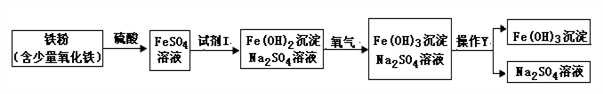 铁粉
(含少量氧化铁)
硫酸
FeSO4
溶液
试剂I
Fe(OH)2沉淀
Na2SO4溶液
氧气
Fe(OH)3沉淀
Na2SO4溶液
操作Y
Fe(OH)3沉淀
Na2SO4溶液